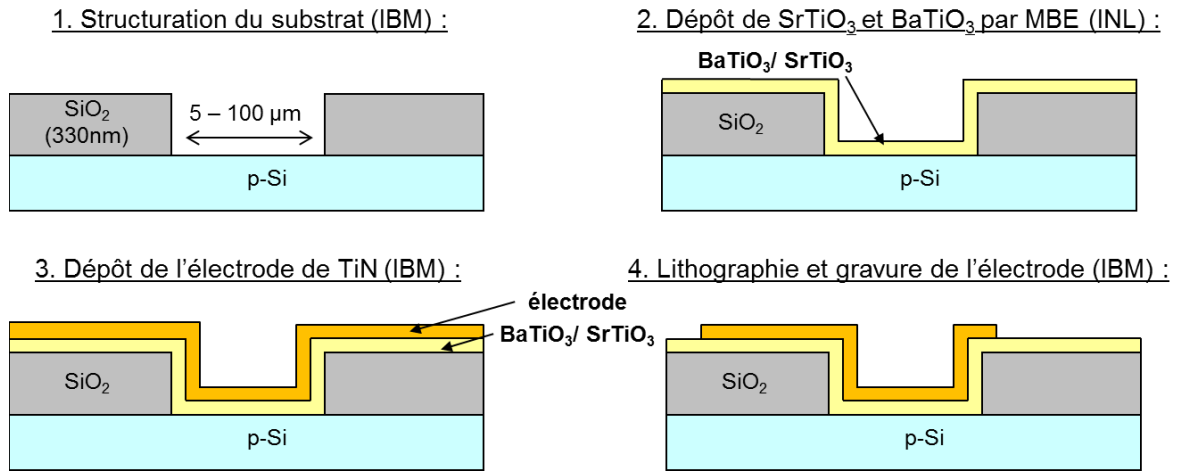 1. Structuration du substrat (IBM) :
SiO2
(330nm)
5 – 100 µm
p-Si
2. Dépôt de SrTiO3 et BaTiO3 par MBE (INL) :
BaTiO3/ SrTiO3
SiO2
p-Si
3. Dépôt de l'électrode de TiN (IBM) :
électrode
BaTiO3/ SrTiO3
SiO2
p-Si
4. Lithographie et gravure de l'électrode (IBM) :
SiO2
p-Si